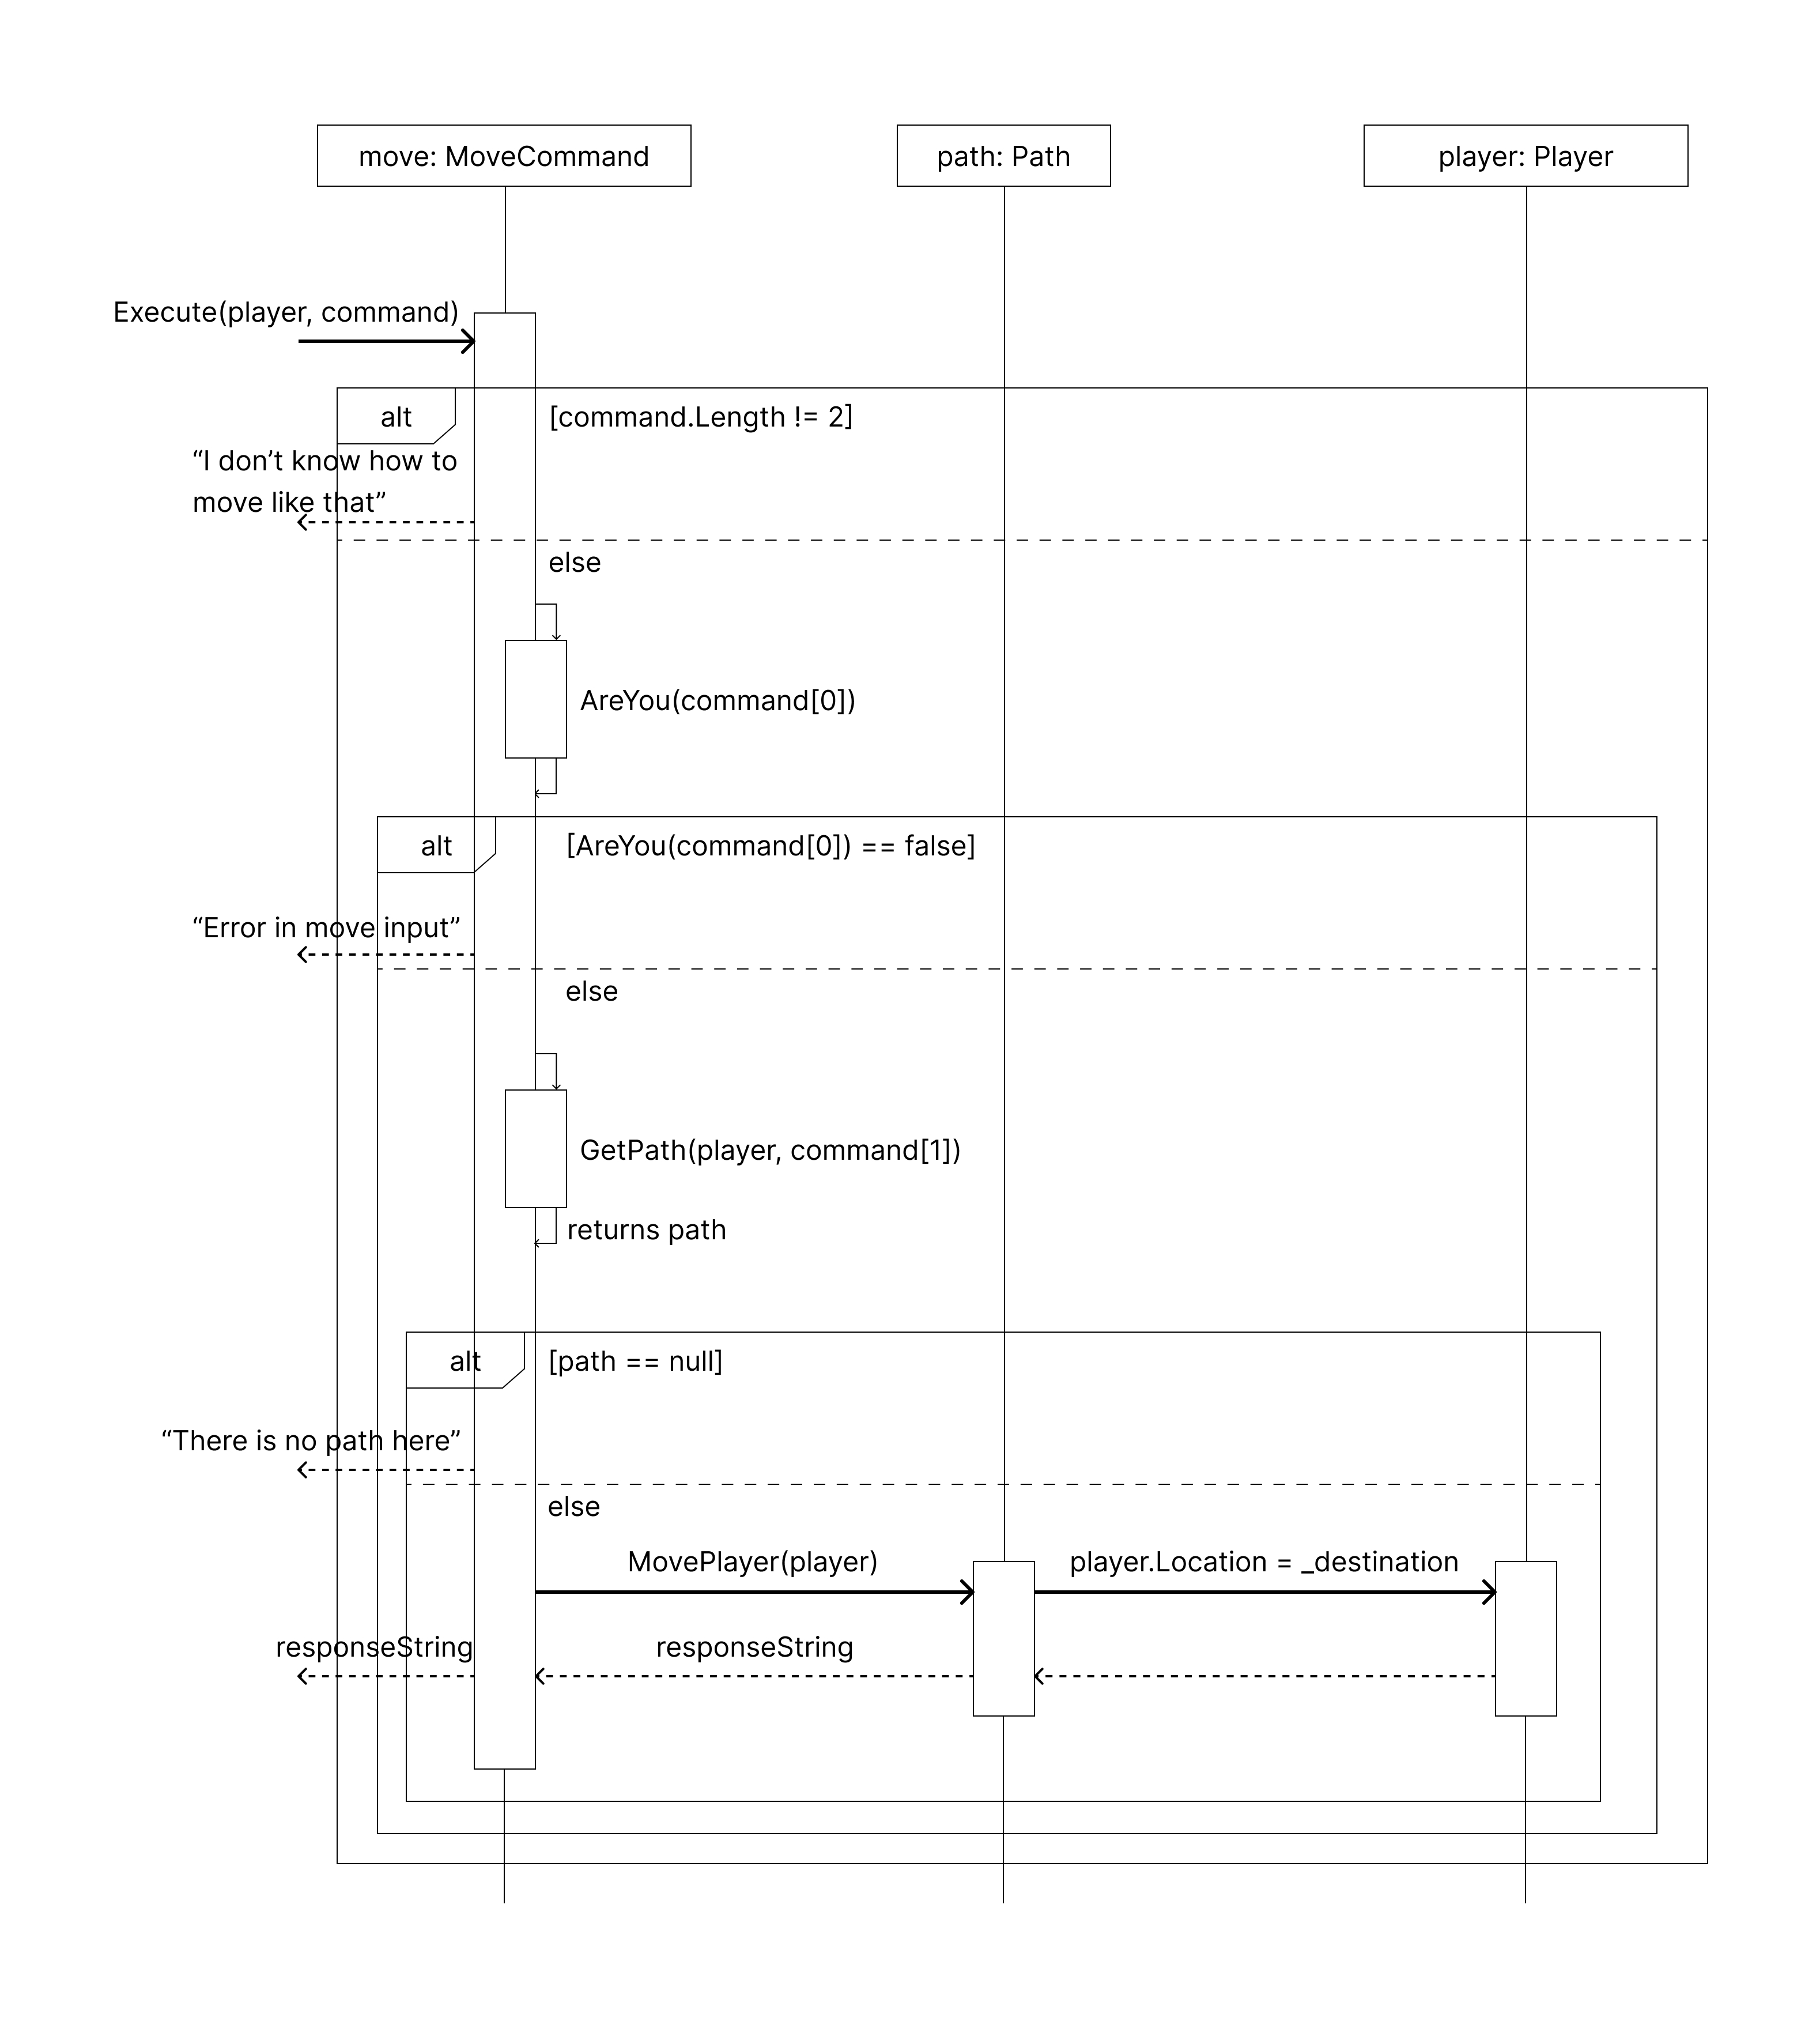 move: MoveCommand
path: Path
player: Player
Execute(player, command)
alt
[command.Length != 2]
“I don’t know how to
move like that”
else
AreYou(command[0])
alt
[AreYou(command[0]) == false]
“Error in move input”
else
GetPath(player, command[1])
returns path
alt
[path == null]
“There is no path here”
else
MovePlayer(player)
player.Location = _destination
responseString
responseString